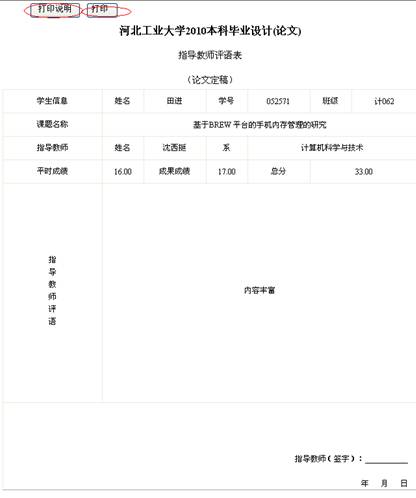 打印说明 打印
河北工业大学2010本科毕业设计(论文)
指导教师评语表
（论文定稿）
学生信息 姓名 田进 学号 052571 班级 计062
课题名称 基于BREW平台的手机内存管理的研究
指导教师 姓名 沈西挺 系 计算机科学与技术
平时成绩 16.00 成果成绩 17.00 总分 33.00
指
导
教
师
评
语
内容丰富
指导教师(签字)：
年 月 日